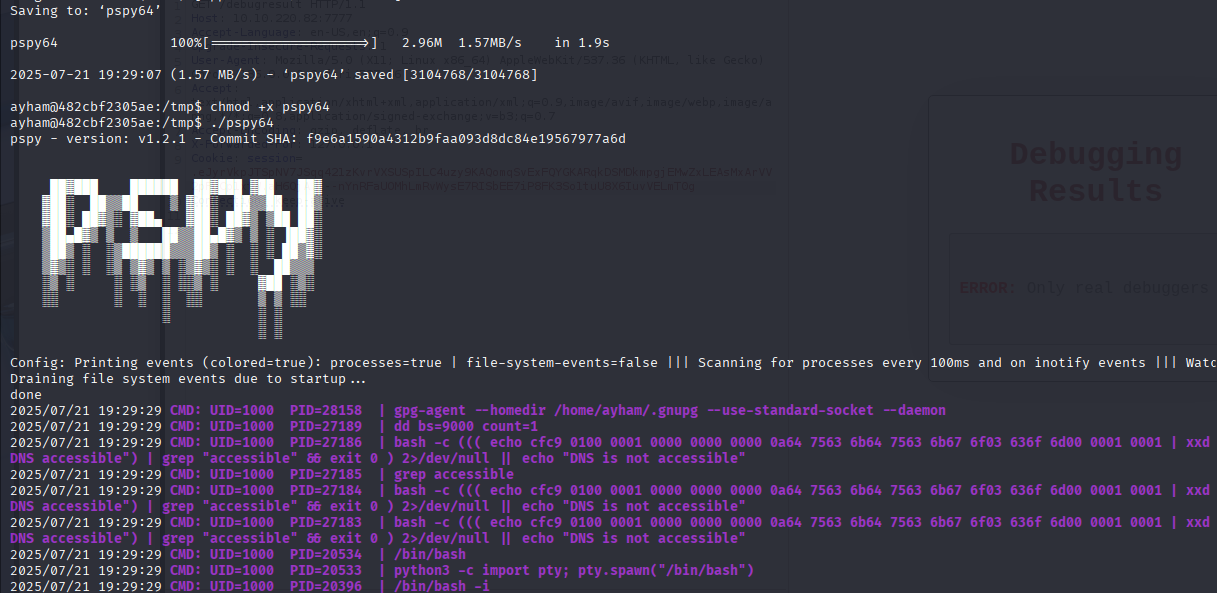 Saving to: ‘pspy64’
pspy64 100%[===================>] 2.96M 1.57MB/s in 1.9s
2025-07-21 19:29:07 (1.57 MB/s) - ‘pspy64’ saved [3104768/3104768]
ayham@482cbf2305ae:/tmp$ chmod +x pspy64
ayham@482cbf2305ae:/tmp$ ./pspy64
pspy - version: v1.2.1 - Commit SHA: f9e6a1590a4312b9faa093d8dc84e19567977a6d
Debugging
Results
ERROR: Only real debuggers
Config: Printing events (colored=true): processes=true | file-system-events=false ||| Scanning for processes every 100ms and on inotify events ||| Watc
Draining file system events due to startup...
done
2025/07/21 19:29:29 CMD: UID=1000 PID=28158 | gpg-agent --homedir /home/ayham/.gnupg --use-standard-socket --daemon
2025/07/21 19:29:29 CMD: UID=1000 PID=27189 | dd bs=9000 count=1
2025/07/21 19:29:29 CMD: UID=1000 PID=27186 | bash -c ((( echo cfc9 0100 0001 0000 0000 0000 0a64 7563 6b64 7563 6b67 6f03 636f 6d00 0001 0001 | xxd
DNS accessible") | grep "accessible" && exit 0 ) 2>/dev/null || echo "DNS is not accessible"
2025/07/21 19:29:29 CMD: UID=1000 PID=27185 | grep accessible
2025/07/21 19:29:29 CMD: UID=1000 PID=27184 | bash -c ((( echo cfc9 0100 0001 0000 0000 0000 0a64 7563 6b64 7563 6b67 6f03 636f 6d00 0001 0001 | xxd
DNS accessible") | grep "accessible" && exit 0 ) 2>/dev/null || echo "DNS is not accessible"
2025/07/21 19:29:29 CMD: UID=1000 PID=27183 | bash -c ((( echo cfc9 0100 0001 0000 0000 0000 0a64 7563 6b64 7563 6b67 6f03 636f 6d00 0001 0001 | xxd
DNS accessible") | grep "accessible" && exit 0 ) 2>/dev/null || echo "DNS is not accessible"
2025/07/21 19:29:29 CMD: UID=1000 PID=20534 | /bin/bash
2025/07/21 19:29:29 CMD: UID=1000 PID=20533 | python3 -c import pty; pty.spawn("/bin/bash")
2025/07/21 19:29:29 CMD: UID=1000 PID=20396 | /bin/bash -i